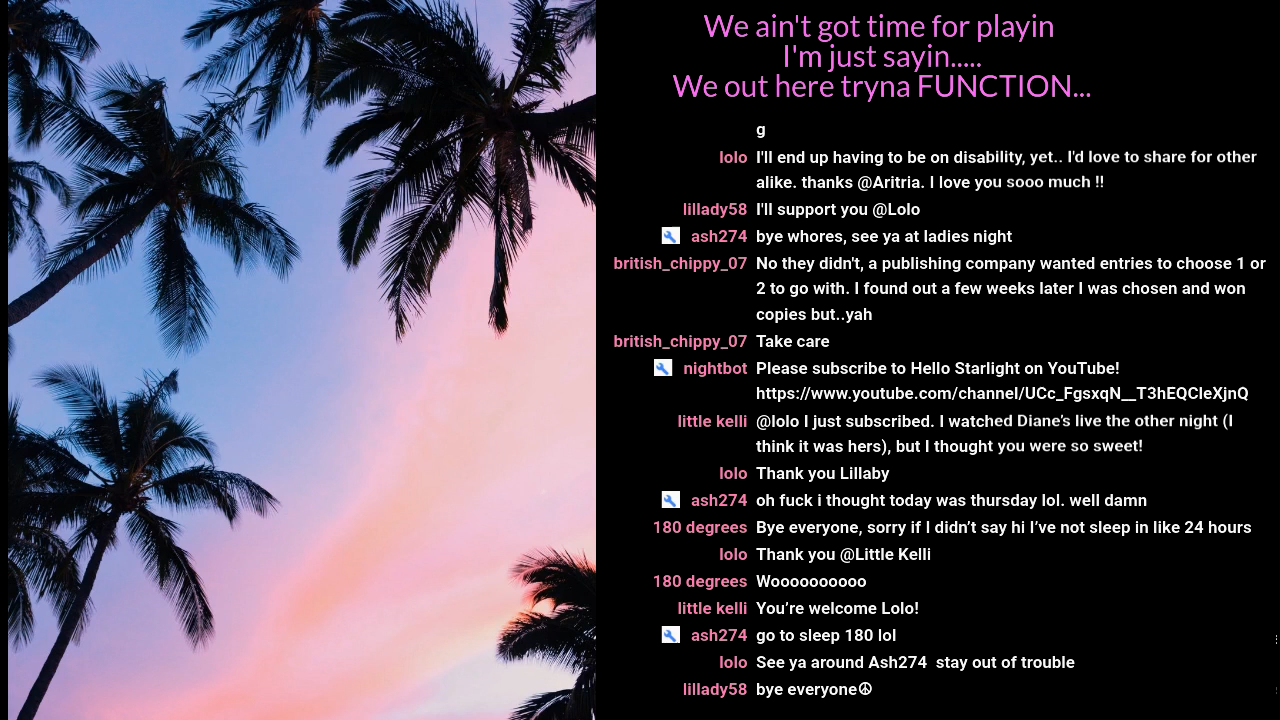 We ain't got time for playin
I'm just sayin.....
We out here tryna FUNCTION...
g
lolo I'll end up having to be on disability, yet.. I'd love to share for other
alike. thanks @Aritria. I love you sooo much !!
lillady58 I'll support you @Lolo
ash274 bye whores, see ya at ladies night
british_chippy_07 No they didn't, a publishing company wanted entries to choose 1 or
2 to go with. I found out a few weeks later I was chosen and won
copies but..yah
british_chippy_07 Take care
nightbot Please subscribe to Hello Starlight on YouTube!
https://www.youtube.com/channel/UCc_FgsxqN__T3hEQCIeXjnQ
little kelli @lolo I just subscribed. I watched Diane’s live the other night (I
think it was hers), but I thought you were so sweet!
lolo Thank you Lillaby
ash274 oh fuck i thought today was thursday lol. well damn
180 degrees Bye everyone, sorry if I didn’t say hi I’ve not sleep in like 24 hours
lolo Thank you @Little Kelli
180 degrees Woooooooooo
little kelli You’re welcome Lolo!
ash274 go to sleep 180 lol
lolo See ya around Ash274  stay out of trouble
lillady58 bye everyone☮